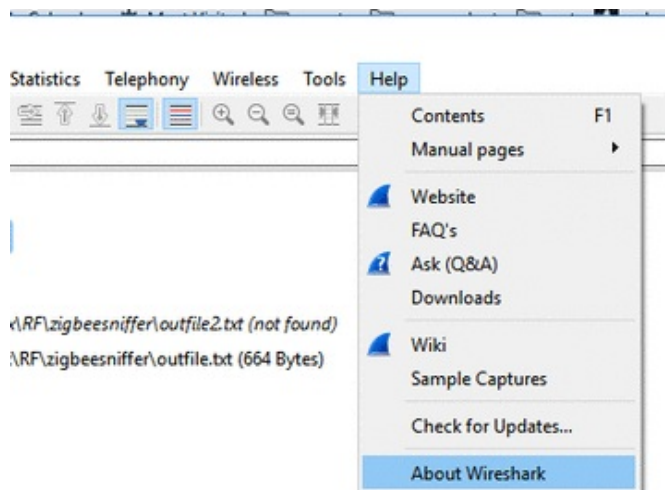 Statistics Telephony Wireless Tools Help
Contents F1
Manual pages
Website
FAQ's
Ask (Q&A)
Downloads
x\RF\zigbeesniffer\outfile2.txt (not found)
\RF\zigbeesniffer\outfile.txt (664 Bytes)
Wiki
Sample Captures
Check for Updates...
About Wireshark